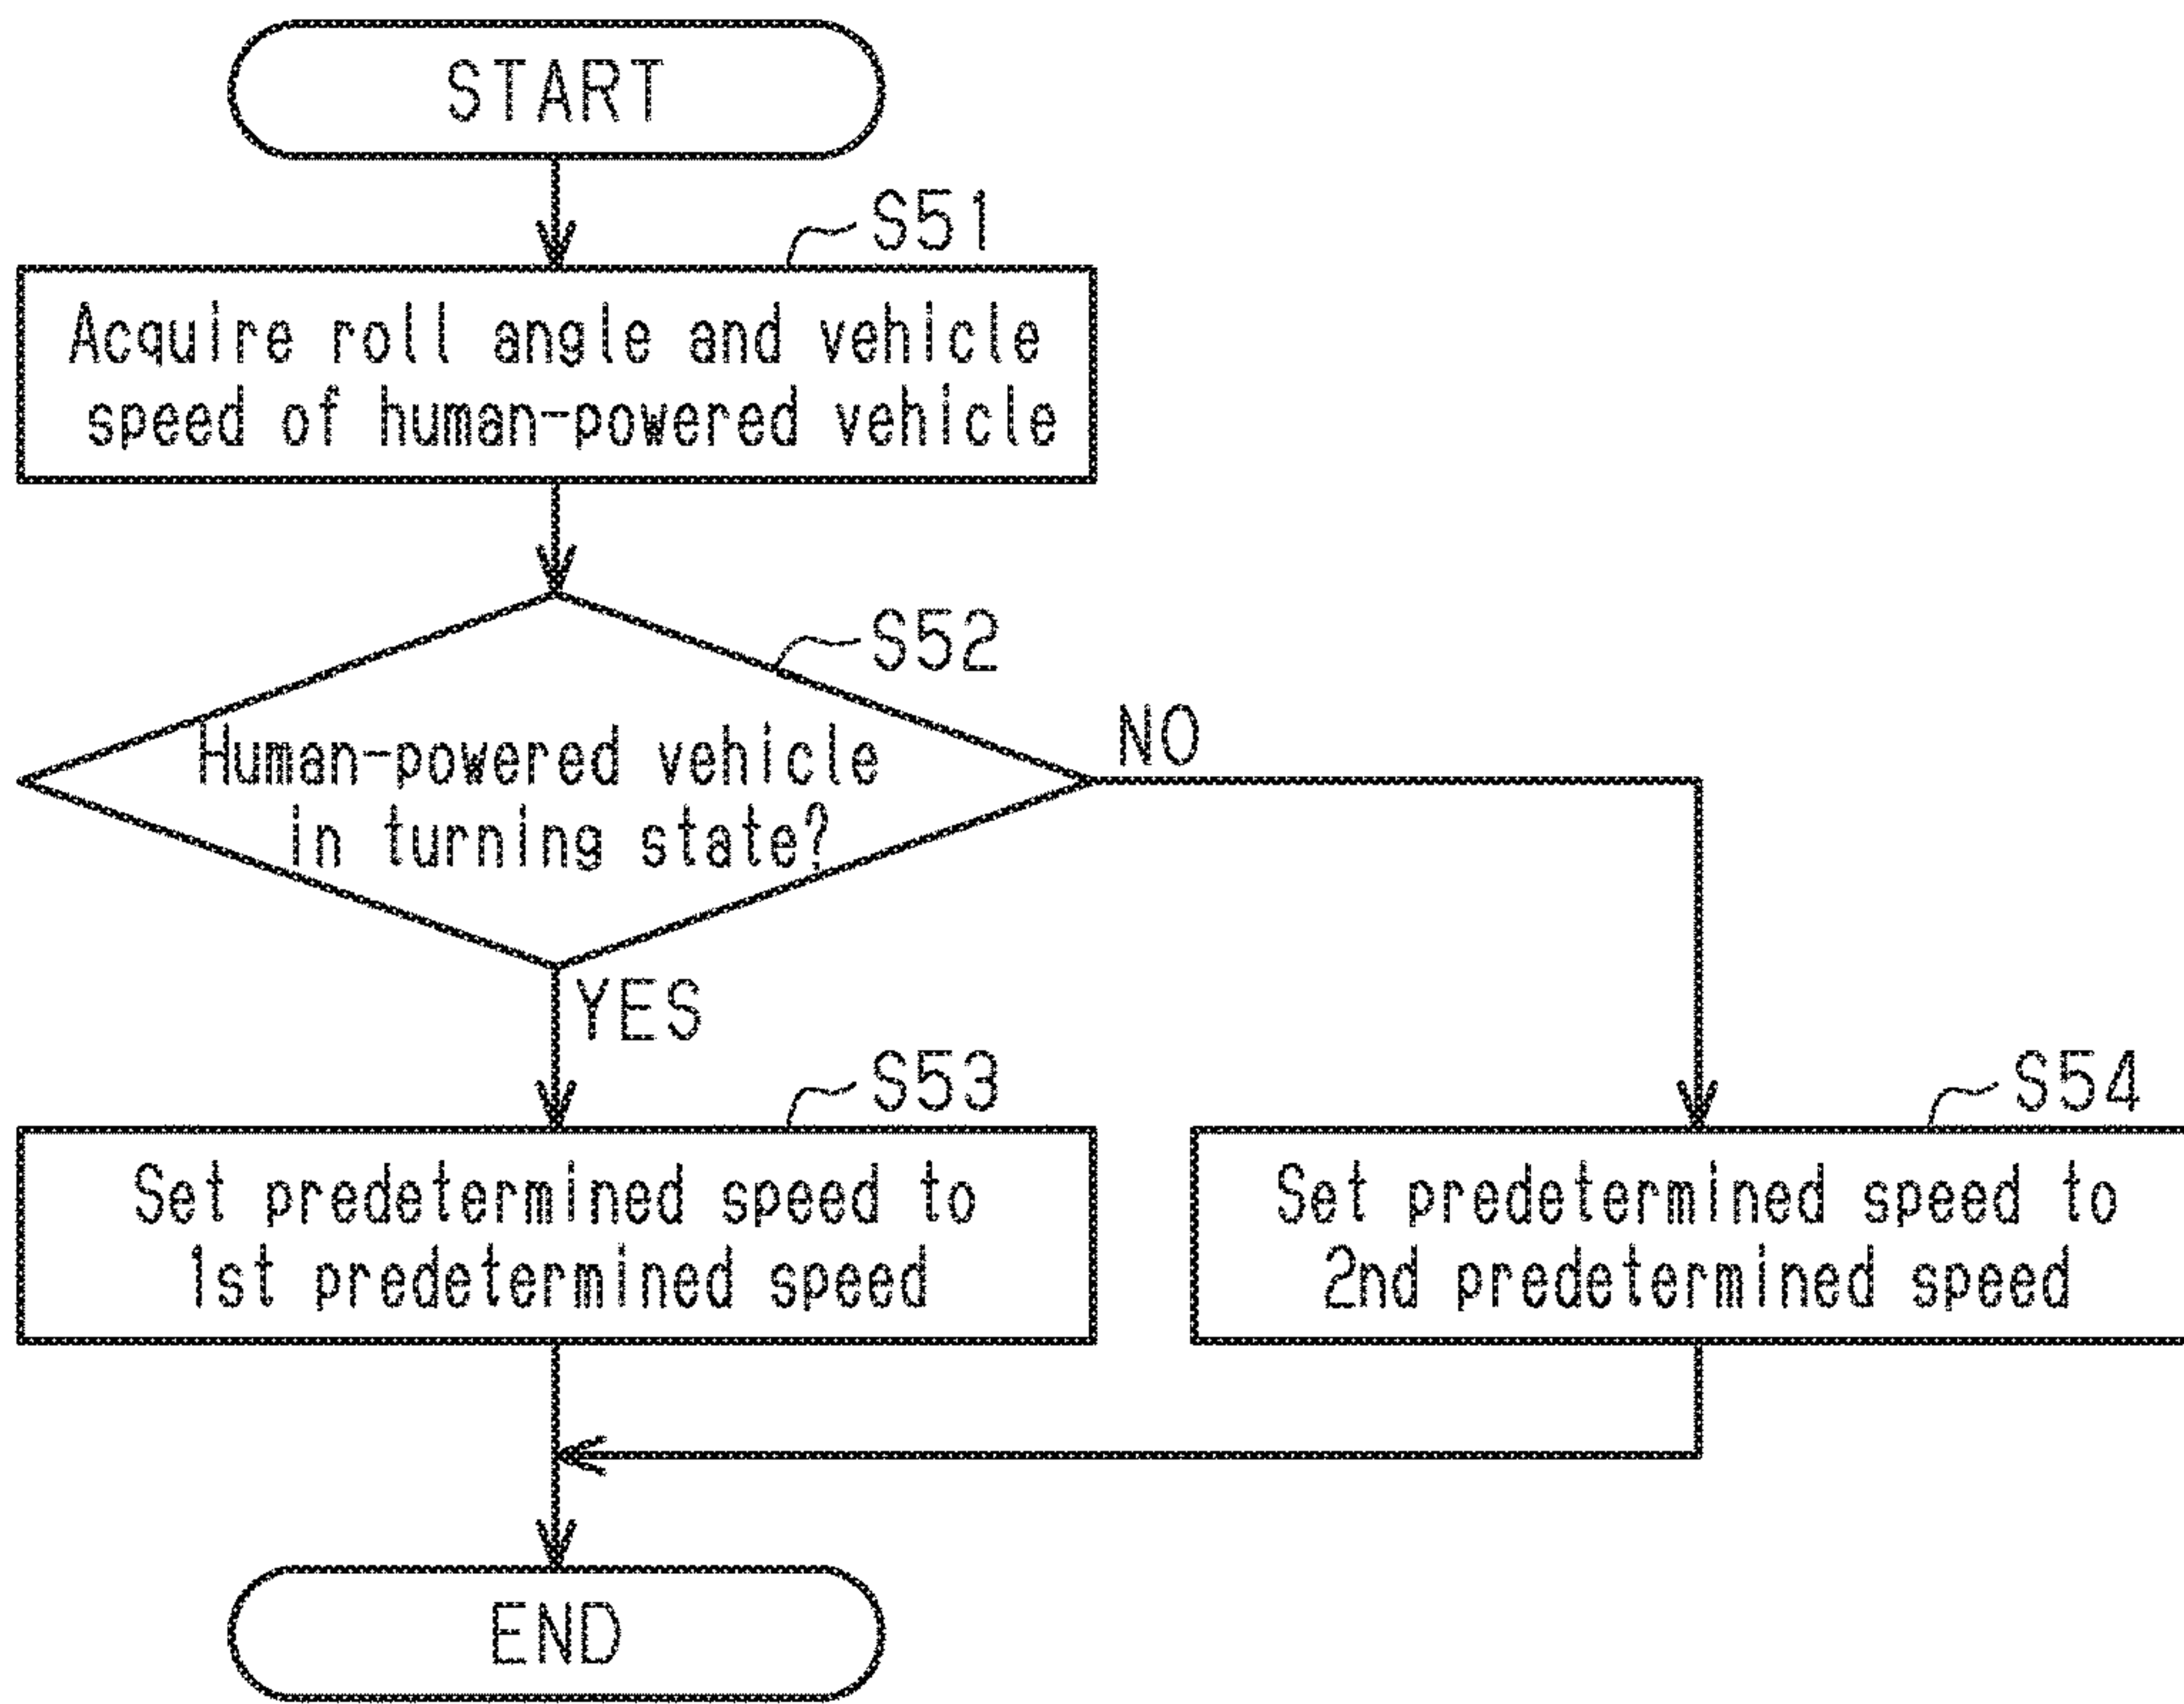 START
S51
Acquire roll angle and vehicle
speed of human-powered vehicle
S52
Human-powered vehicle
in turning state?
NO
YES
S53
Set predetermined speed to
1st predetermined speed
S54
Set predetermined speed to
2nd predetermined speed
END